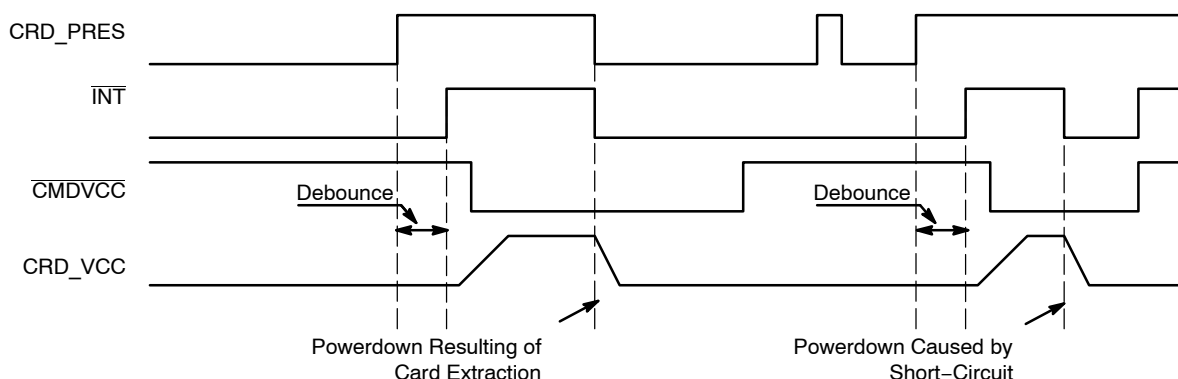 CRD_PRES
INT
CMDVCC
Debounce
Debounce
CRD_VCC
Powerdown Resulting of
Card Extraction
Powerdown Caused by
Short−Circuit